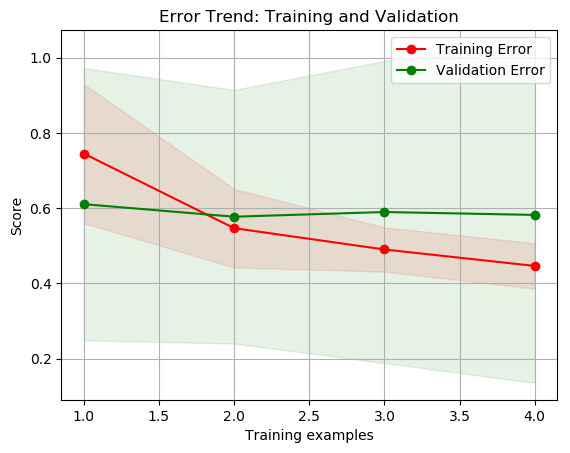 Error Trend: Training and Validation
Training Error
Validation Error
1.0
0.8
0.6
0.4
0.2
Score
1.0 1.5 2.0 2.5 3.0 3.5 4.0
Training examples